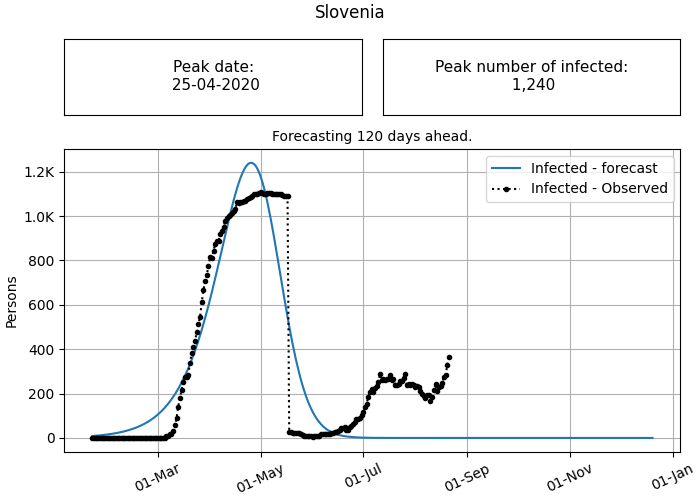 Slovenia
Peak date:
25-04-2020
Peak number of infected:
1,240
Forecasting 120 days ahead.
Infected - forecast
Infected - Observed
1.2K
1.0K
800
600
400
200
0
Persons
01-Mar
01-May
01-Jul
01-Sep
01-Nov
01-Jan